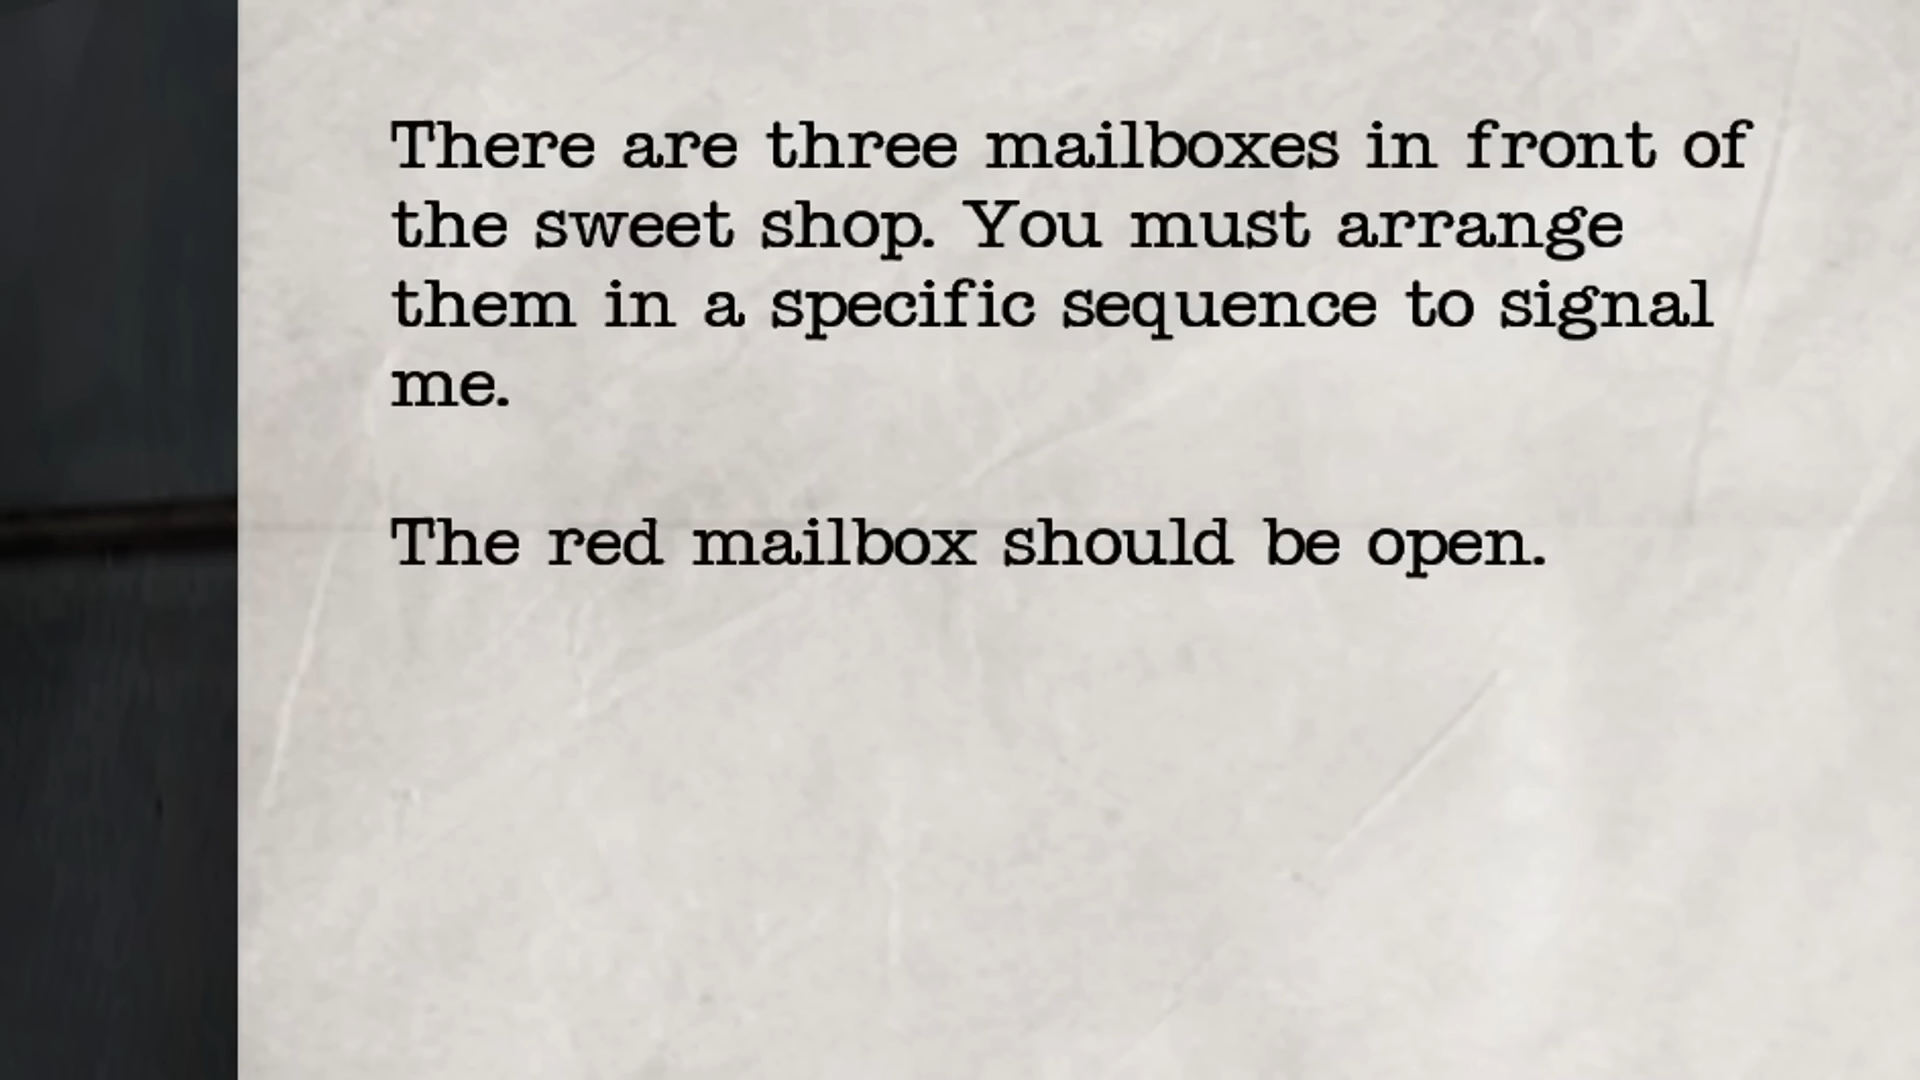 There are three mailboxes in front of
the sweet shop. You must arrange
them in a specific sequence to signal
me.
The red mailbox should be open.